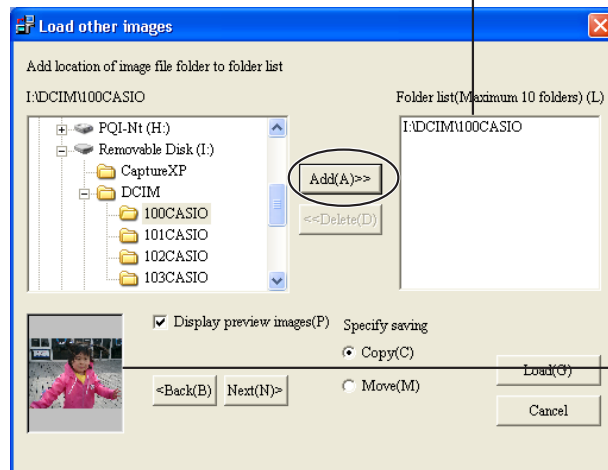 Load other images
Add location of image file folder to folder list
I:\DCIM\100CASIO
Folder list(Maximum 10 folders) (L)
PQI-Nt (H:)
Removable Disk (I:)
CaptureXP
DCIM
100CASIO
101CASIO
102CASIO
103CASIO
Add(A)>>
<<Delete(D)
I:\DCIM\100CASIO
Display preview images(P)
Specify saving
Copy(C)
Move(M)
<Back(B)
Next(N)>
Load(G)
Cancel